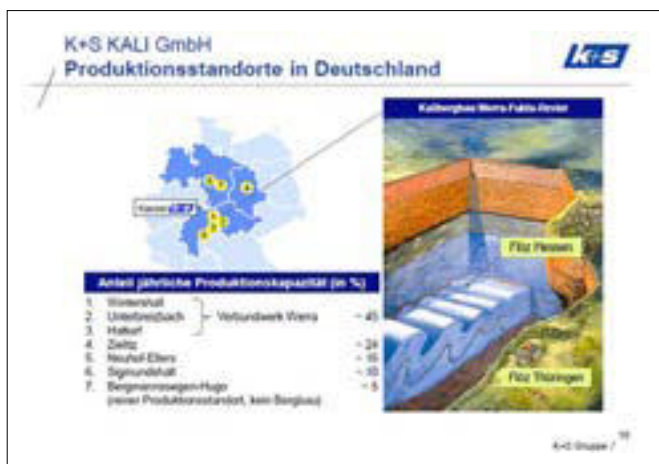 K+S KALI GmbH
Produktionsstandorte in Deutschland
K+S
Kalibergbau Werra-Fulda-Revier
Kassel
Flöz Hessen
Flöz Thüringen
Anteil jährliche Produktionskapazität (in %)
1. Wintershall
2. Unterbreizbach Verbundwerk Werra ~ 45
3. Hattorf
4. Zielitz ~ 24
5. Neuhof-Ellers ~ 16
6. Sigmundshall ~ 10
7. Bergmannssegen-Hugo ~ 5
(reiner Produktionsstandort, kein Bergbau)
K+S Gruppe /